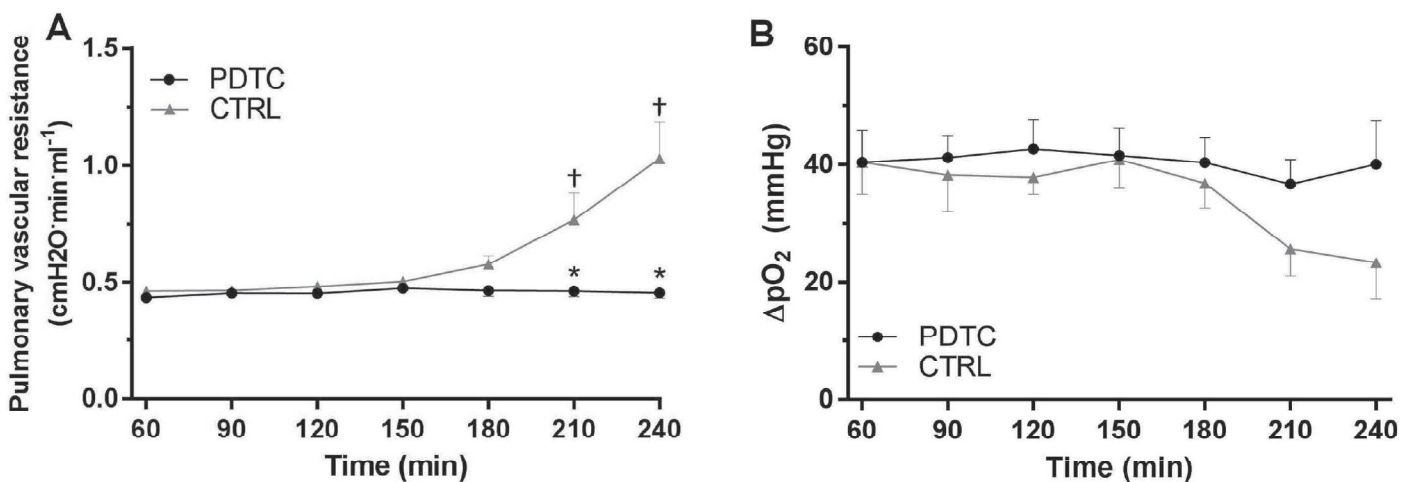 A
Pulmonary vascular resistance
(cmH2O·min·ml⁻¹)
1.5
1.0
0.5
0.0
PDTC
CTRL
†
†
*
*
60 90 120 150 180 210 240
Time (min)
B
ΔpO₂ (mmHg)
60
40
20
0
PDTC
CTRL
60 90 120 150 180 210 240
Time (min)